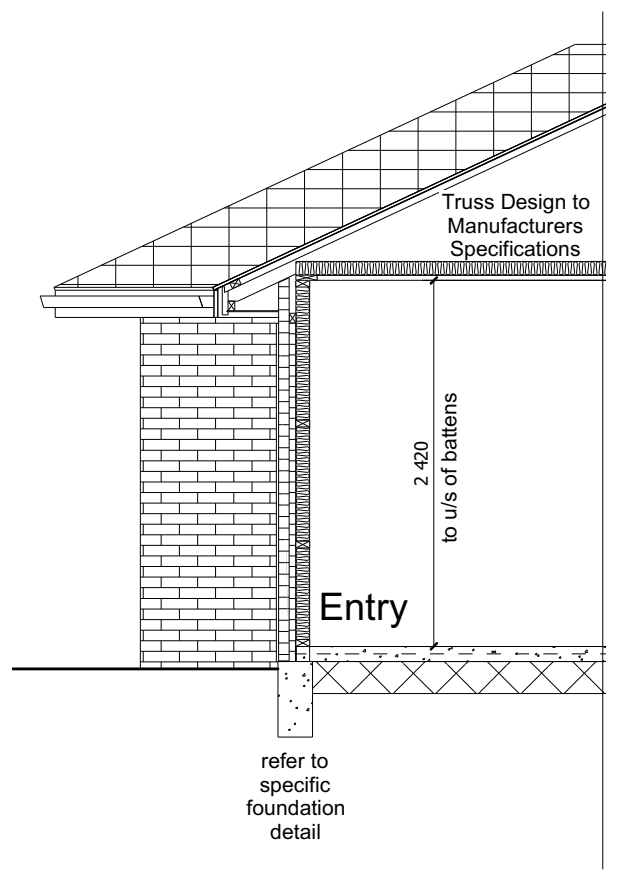 Truss Design to
Manufacturers
Specifications
2 420
to u/s of battens
Entry
refer to
specific
foundation
detail